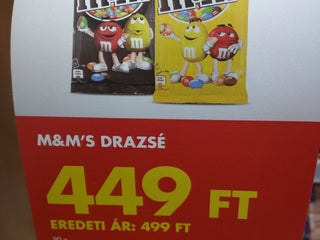 M&M'S DRAZSÉ
449 FT
EREDETI ÁR: 499 FT